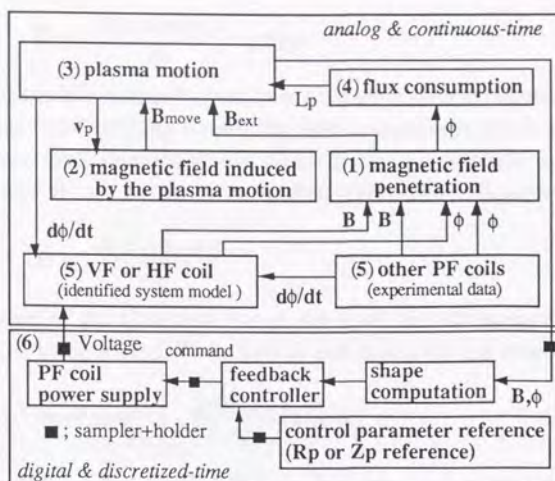 analog & continuous-time
(3) plasma motion
(4) flux consumption
Lp
vp
Bmove
Bext
ϕ
(2) magnetic field induced
by the plasma motion
(1) magnetic field
penetration
dϕ/dt
B
B
ϕ
ϕ
(5) VF or HF coil
(identified system model )
dϕ/dt
(5) other PF coils
(experimental data)
(6)
Voltage
command
PF coil
power supply
feedback
controller
shape
computation
B,ϕ
■ ; sampler+holder
control parameter reference
(Rp or Zp reference)
digital & discretized-time